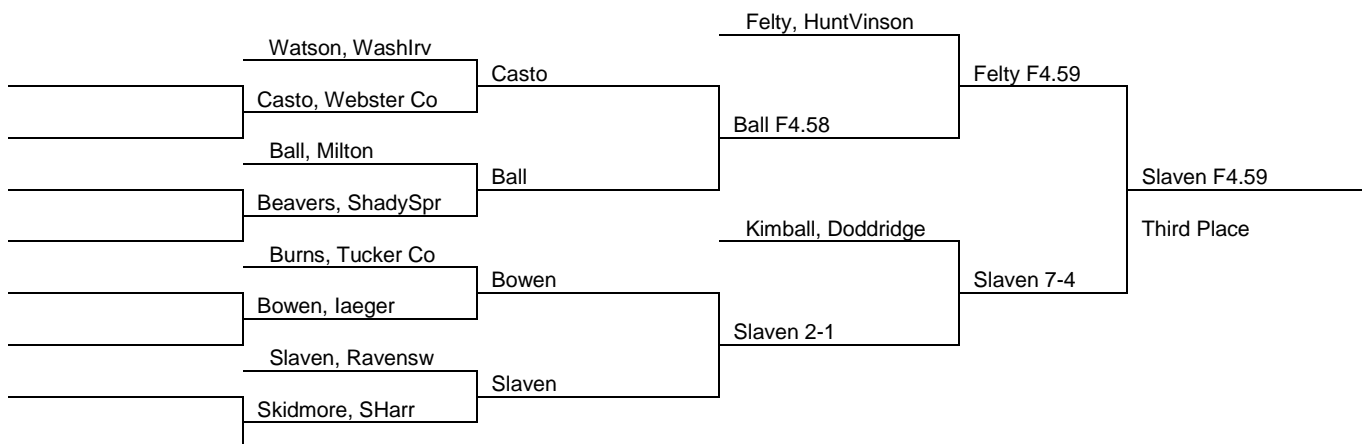 Felty, HuntVinson
Watson, WashIrv
Casto
Felty F4.59
Casto, Webster Co
Ball F4.58
Ball, Milton
Ball
Slaven F4.59
Beavers, ShadySpr
Kimball, Doddridge
Third Place
Burns, Tucker Co
Bowen
Slaven 7-4
Bowen, Iaeger
Slaven 2-1
Slaven, Ravensw
Slaven
Skidmore, SHarr